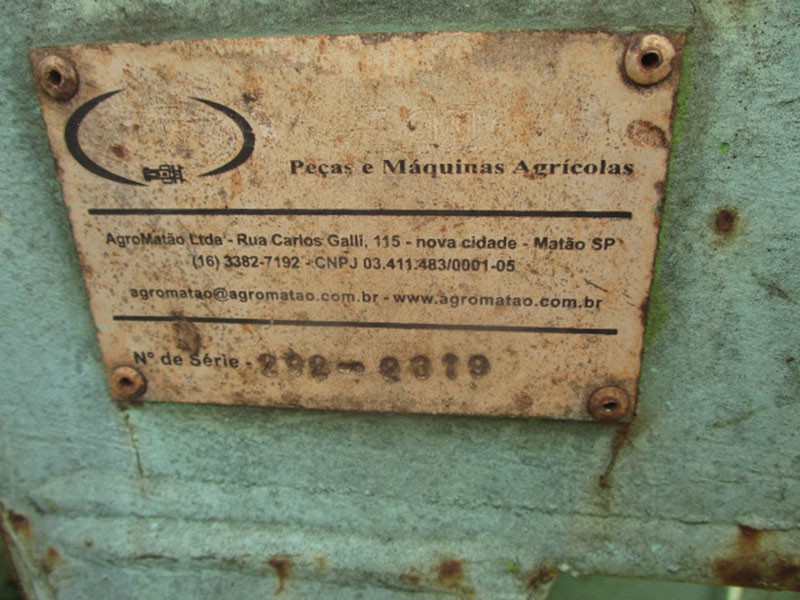 Peças e Máquinas Agrícolas
AgroMatão Ltda - Rua Carlos Galli, 115 - nova cidade - Matão SP
(16) 3382-7192 - CNPJ 03.411.483/0001-05
agromatao@agromatao.com.br - www.agromatao.com.br
Nº de Série -